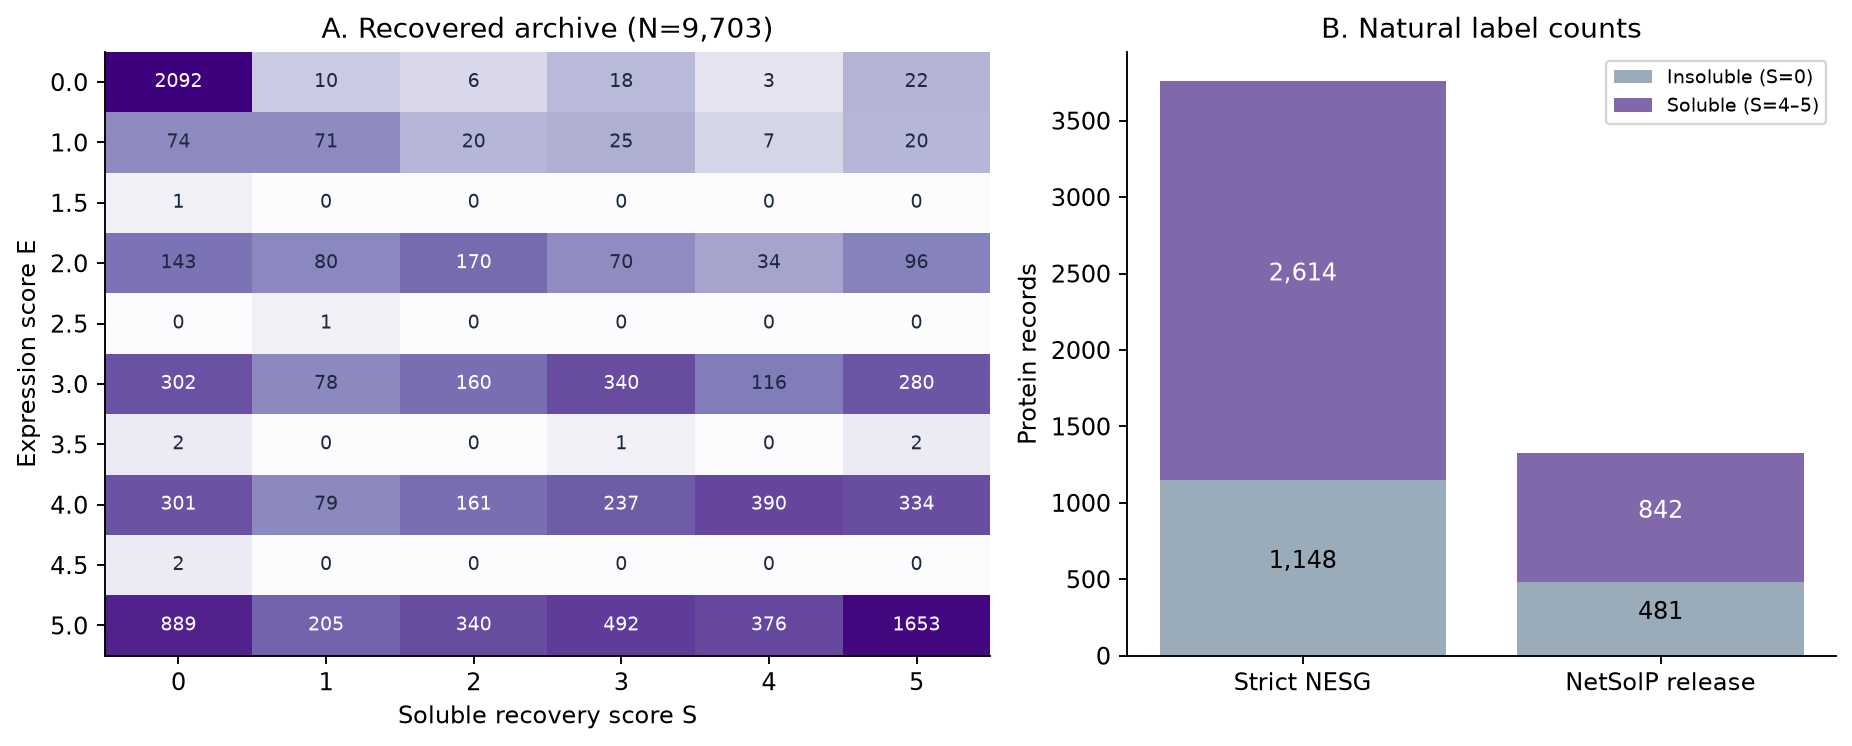 A. Recovered archive (N=9,703)
Expression score E
0.0 2092 10 6 18 3 22
1.0 74 71 20 25 7 20
1.5 1 0 0 0 0 0
2.0 143 80 170 70 34 96
2.5 0 1 0 0 0 0
3.0 302 78 160 340 116 280
3.5 2 0 0 1 0 2
4.0 301 79 161 237 390 334
4.5 2 0 0 0 0 0
5.0 889 205 340 492 376 1653
0 1 2 3 4 5
Soluble recovery score S
B. Natural label counts
Insoluble (S=0)
Soluble (S=4–5)
Protein records
3500
3000
2500
2000
1500
1000
500
0
2,614
1,148
842
481
Strict NESG
NetSolP release